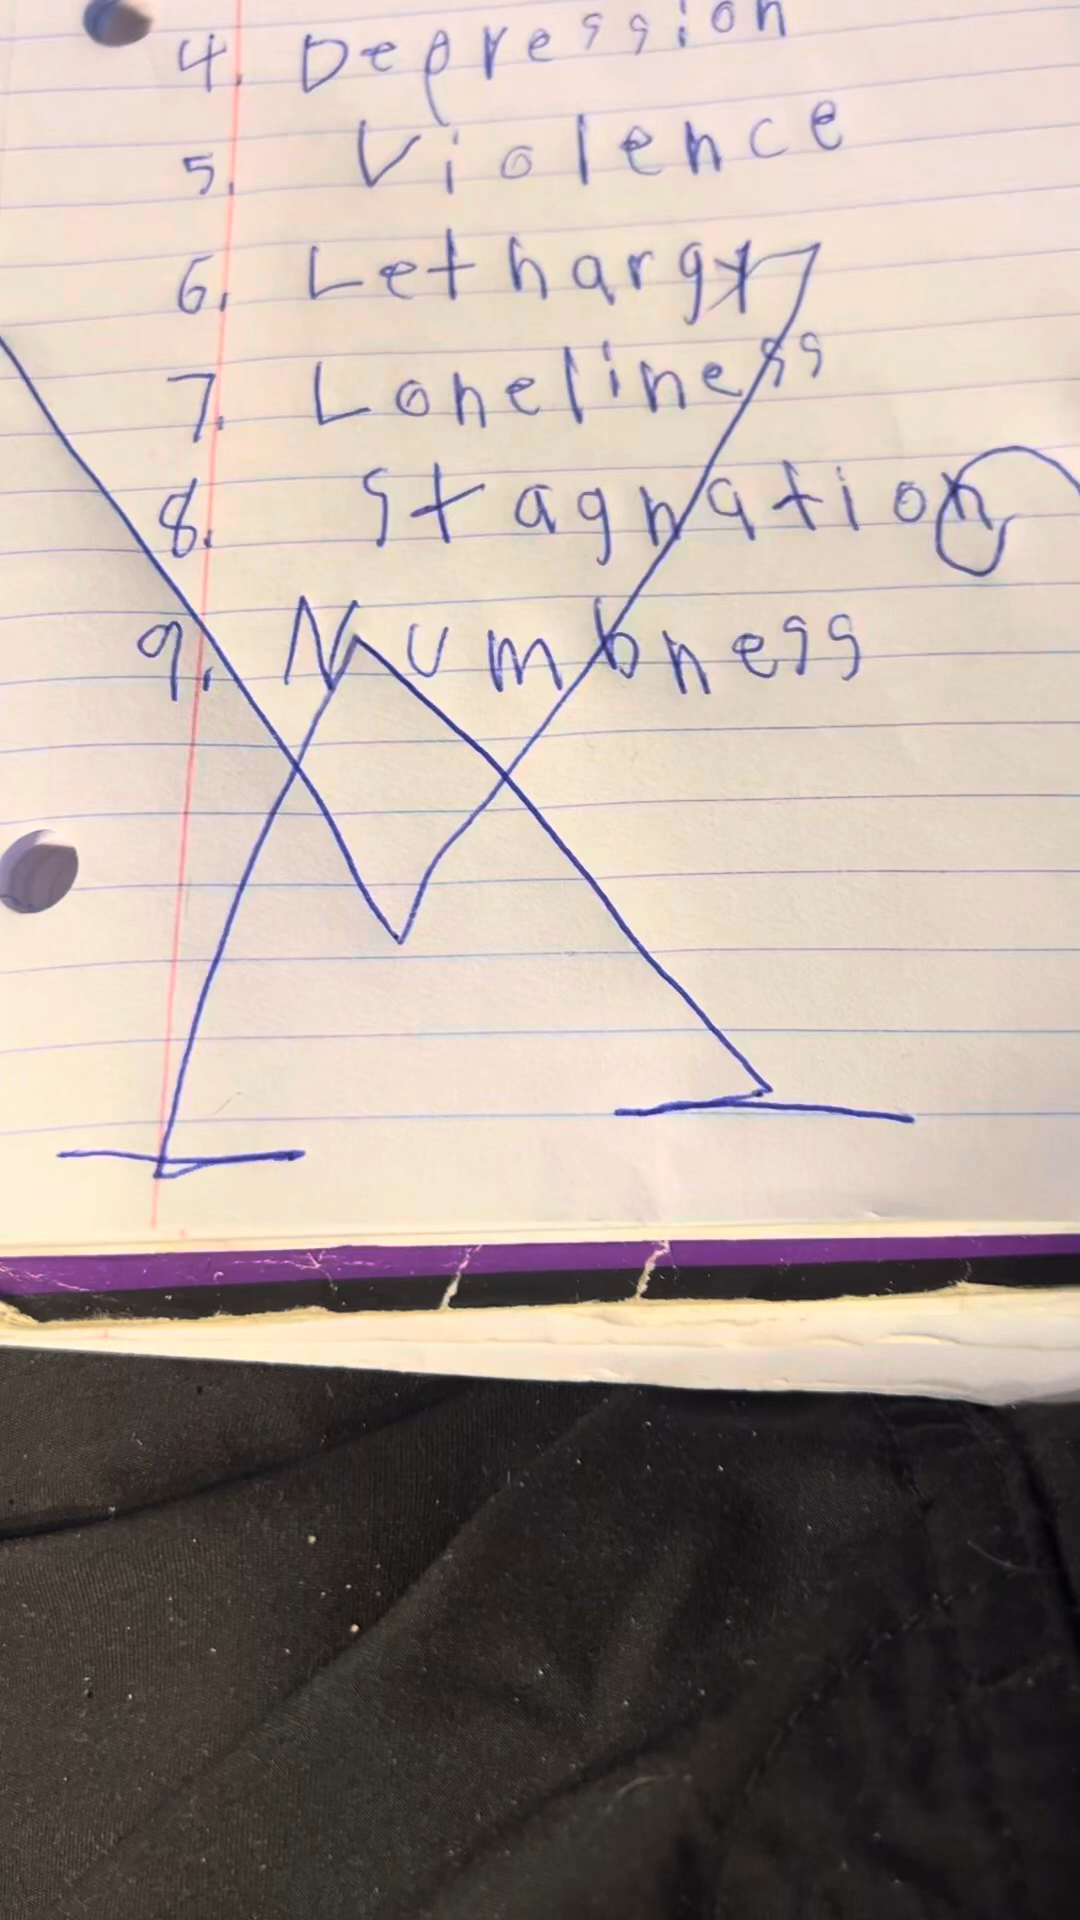 4. Depression
5. Violence
6. Lethargy
7. Loneliness
8. Stagnation
9. Numbness